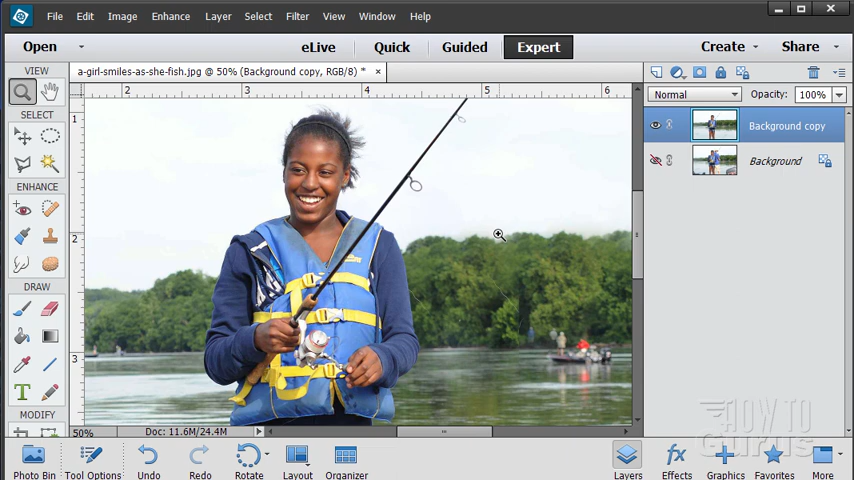 File Edit Image Enhance Layer Select Filter View Window Help
Open eLive Quick Guided Expert Create Share
a-girl-smiles-as-she-fish.jpg @ 50% (Background copy, RGB/8) * ×
VIEW
SELECT
ENHANCE
DRAW
MODIFY
2 3 4 5 6
1
2
3
Normal Opacity: 100%
Background copy
Background
50% Doc: 11.6M/24.4M
HOW TO
Gurus
Photo Bin Tool Options Undo Redo Rotate Layout Organizer Layers Effects Graphics Favorites More